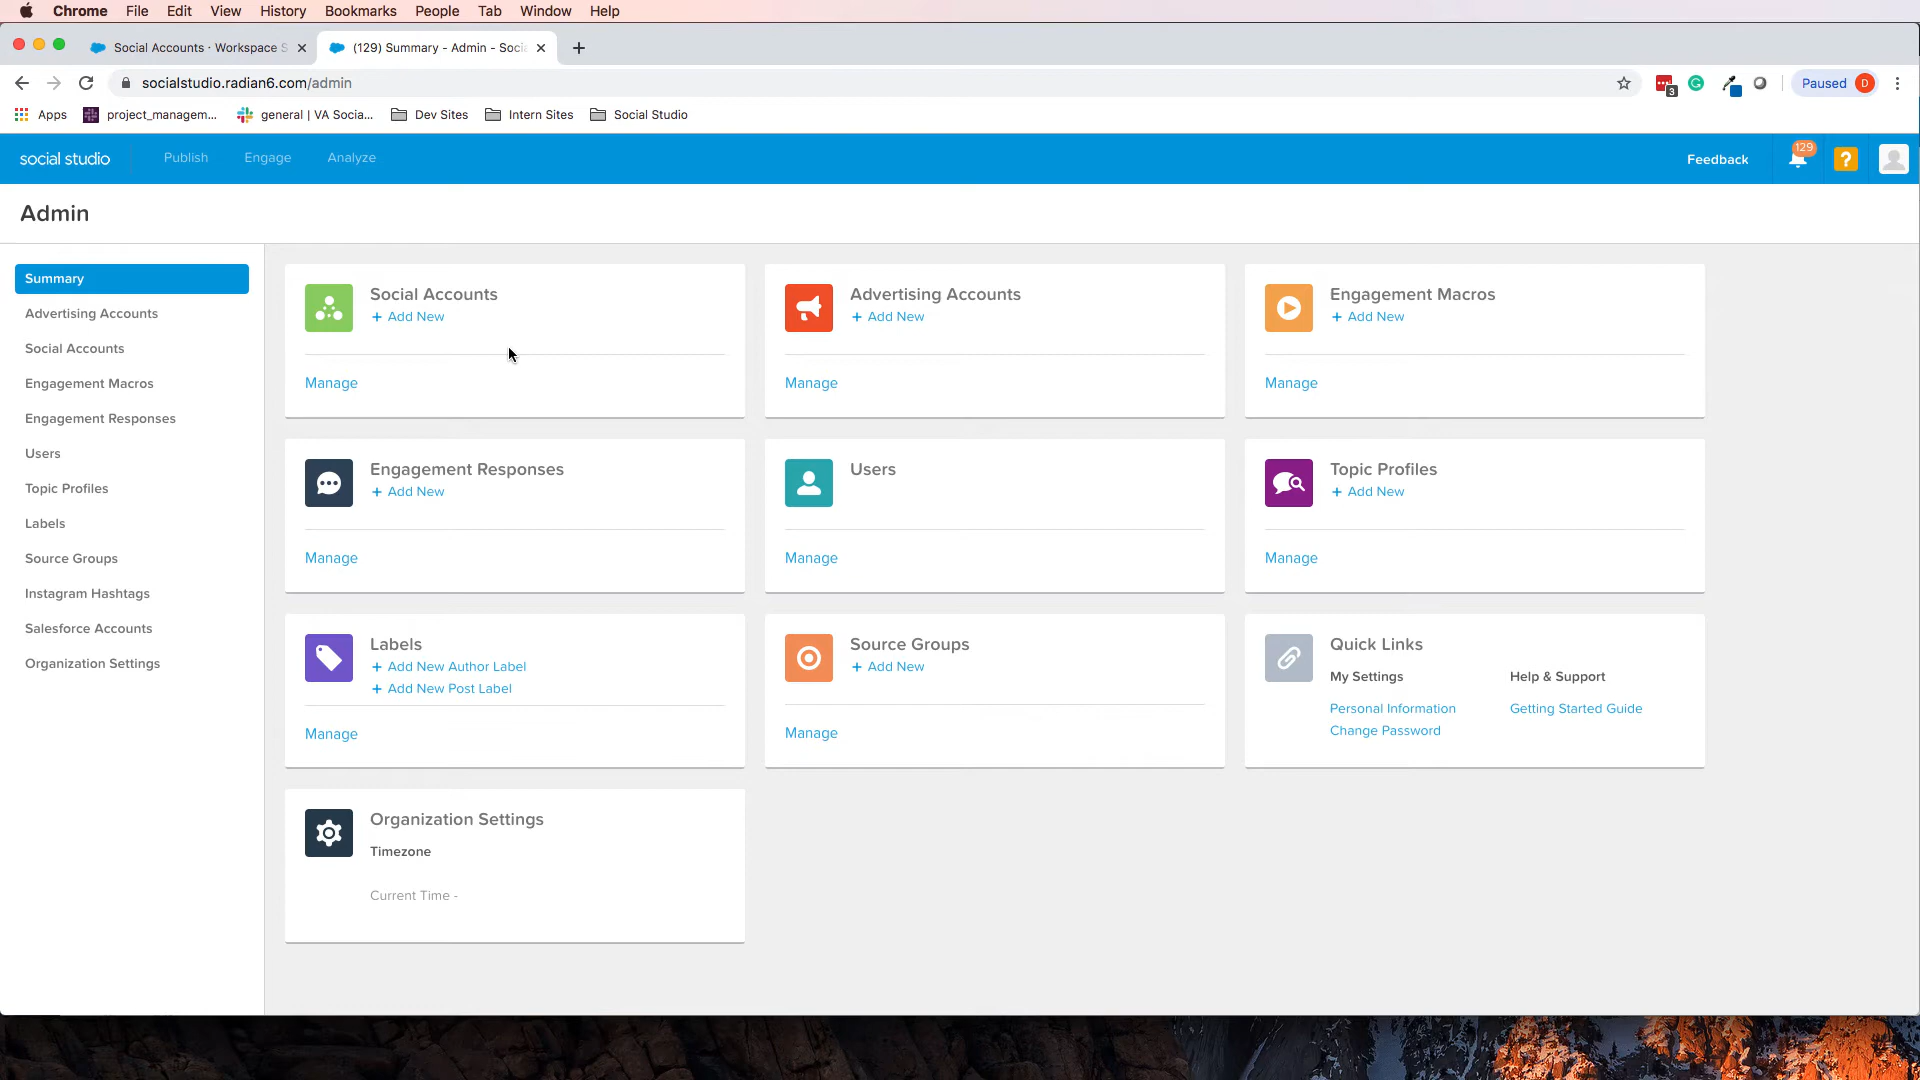 Chrome File Edit View History Bookmarks People Tab Window Help
Social Accounts · Workspace S
(129) Summary - Admin - Soci
socialstudio.radian6.com/admin
3
Paused D
Apps
project_managem...
general | VA Socia...
Dev Sites
Intern Sites
Social Studio
social studio
Publish
Engage
Analyze
Feedback
129
?
Admin
Summary
Advertising Accounts
Social Accounts
Engagement Macros
Engagement Responses
Users
Topic Profiles
Labels
Source Groups
Instagram Hashtags
Salesforce Accounts
Organization Settings
Social Accounts
+ Add New
Manage
Advertising Accounts
+ Add New
Manage
Engagement Macros
+ Add New
Manage
Engagement Responses
+ Add New
Manage
Users
Manage
Topic Profiles
+ Add New
Manage
Labels
+ Add New Author Label
+ Add New Post Label
Manage
Source Groups
+ Add New
Manage
Quick Links
My Settings
Personal Information
Change Password
Help & Support
Getting Started Guide
Organization Settings
Timezone
Current Time -